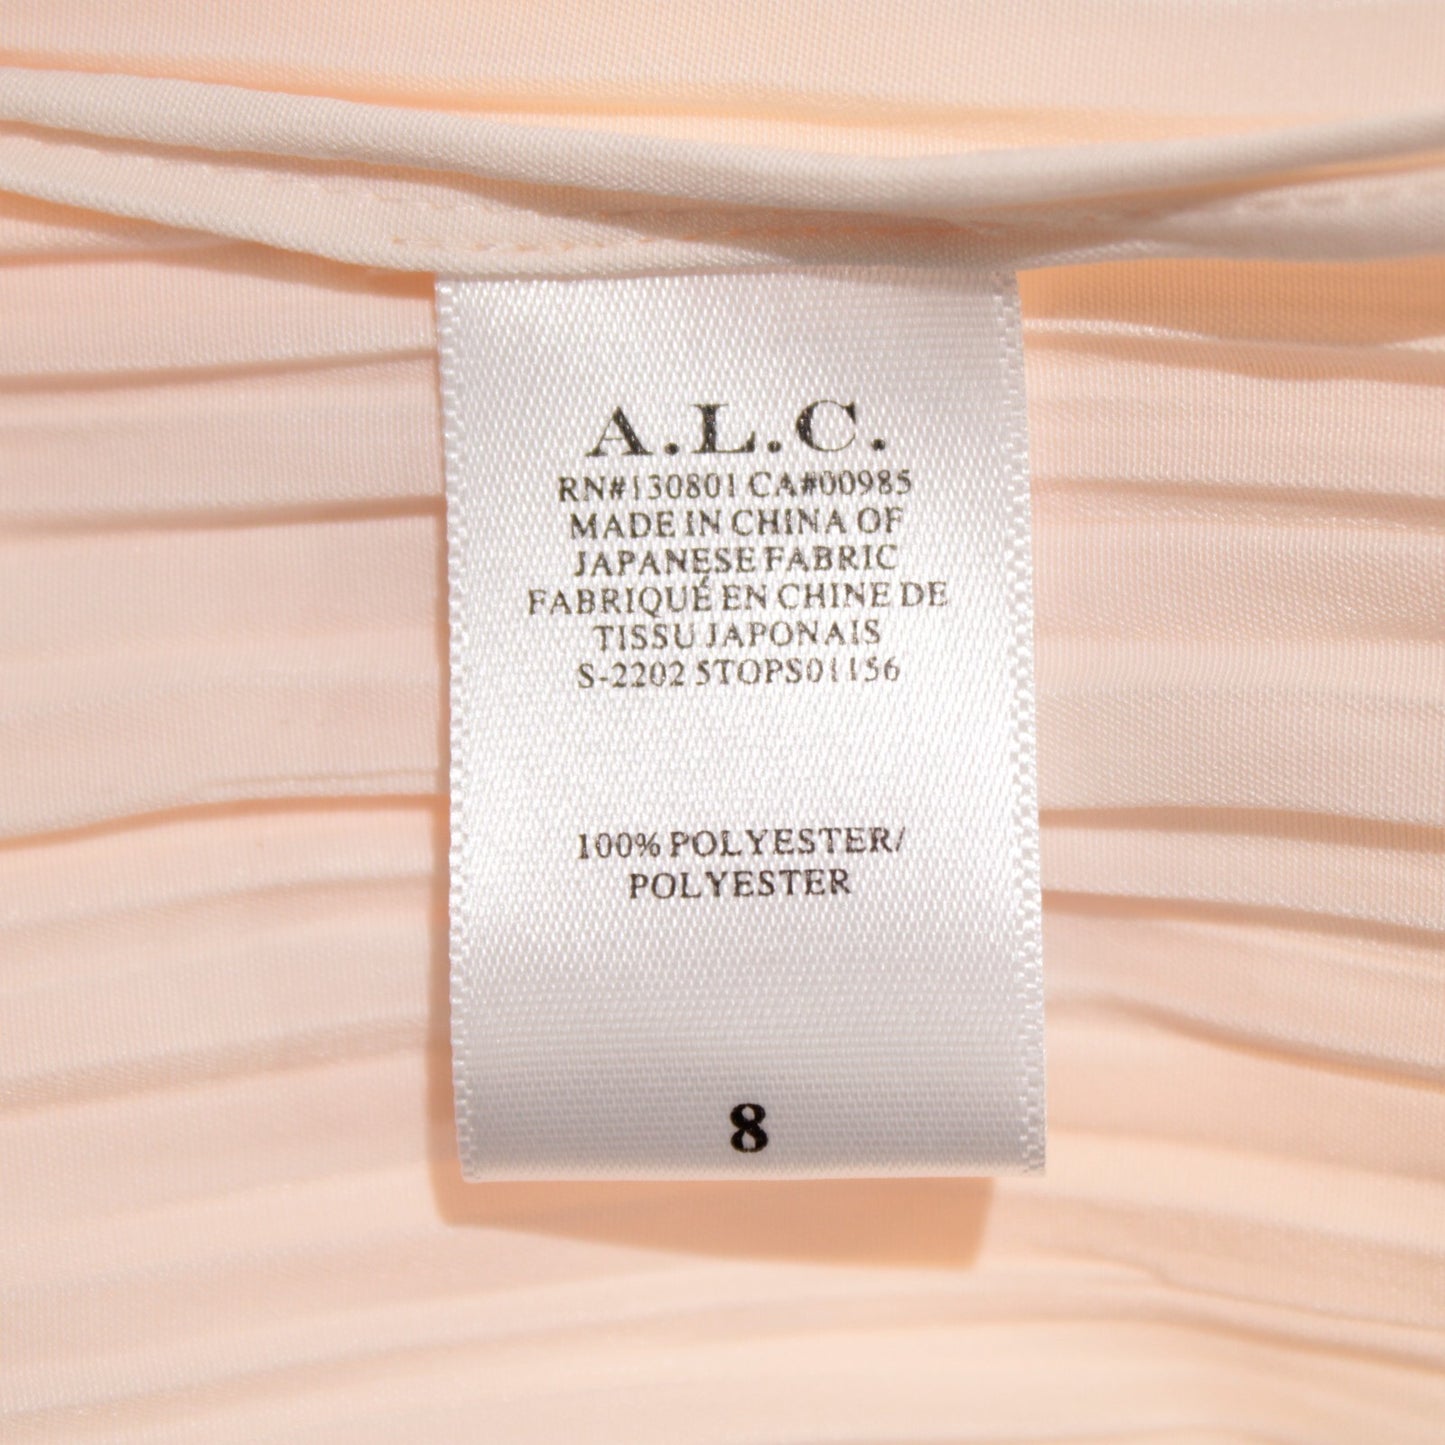 A.L.C.
RN#130801 CA#00985
MADE IN CHINA OF
JAPANESE FABRIC
FABRIQUÉ EN CHINE DE
TISSU JAPONAIS
S-2202 5TOPS01156
100% POLYESTER/
POLYESTER
8